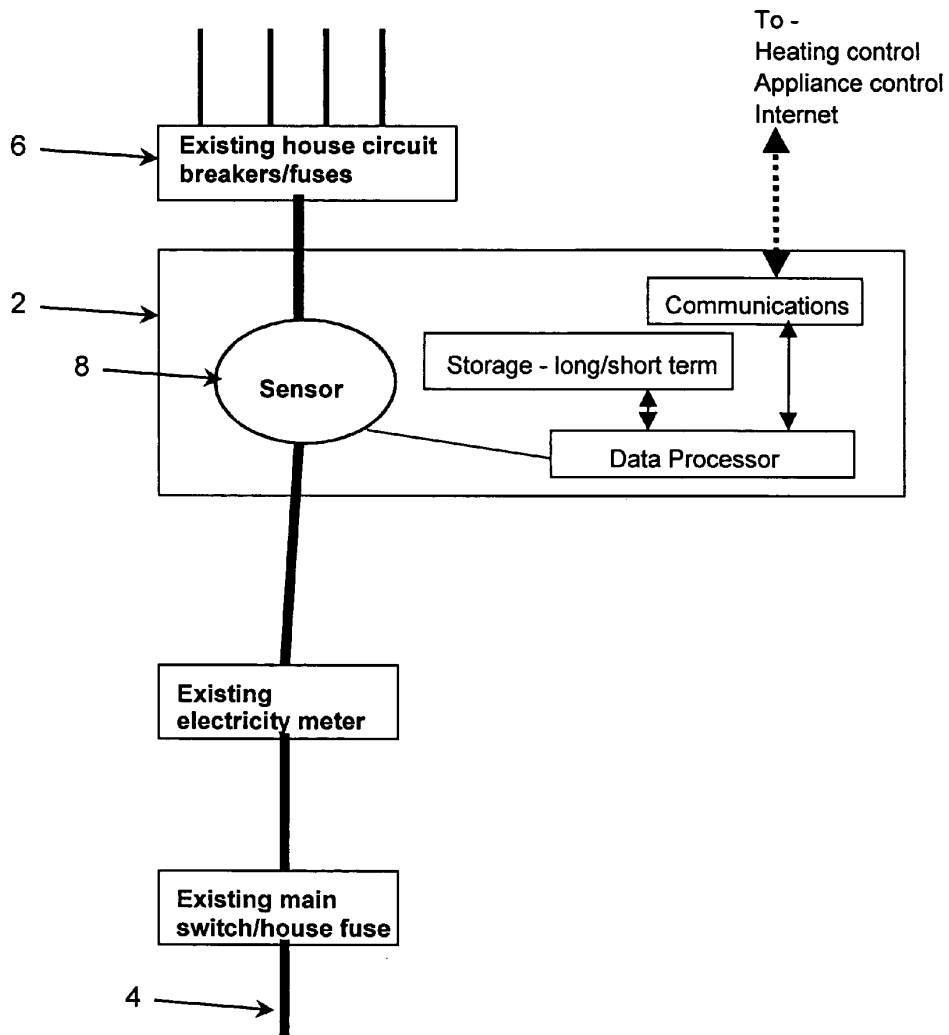 To -
Heating control
Appliance control
Internet
6
Existing house circuit
breakers/fuses
2
Communications
8
Sensor
Storage - long/short term
Data Processor
Existing
electricity meter
Existing main
switch/house fuse
4